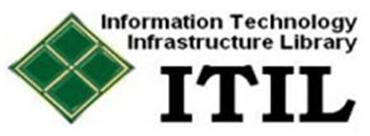 Information Technology
Infrastructure Library
ITIL